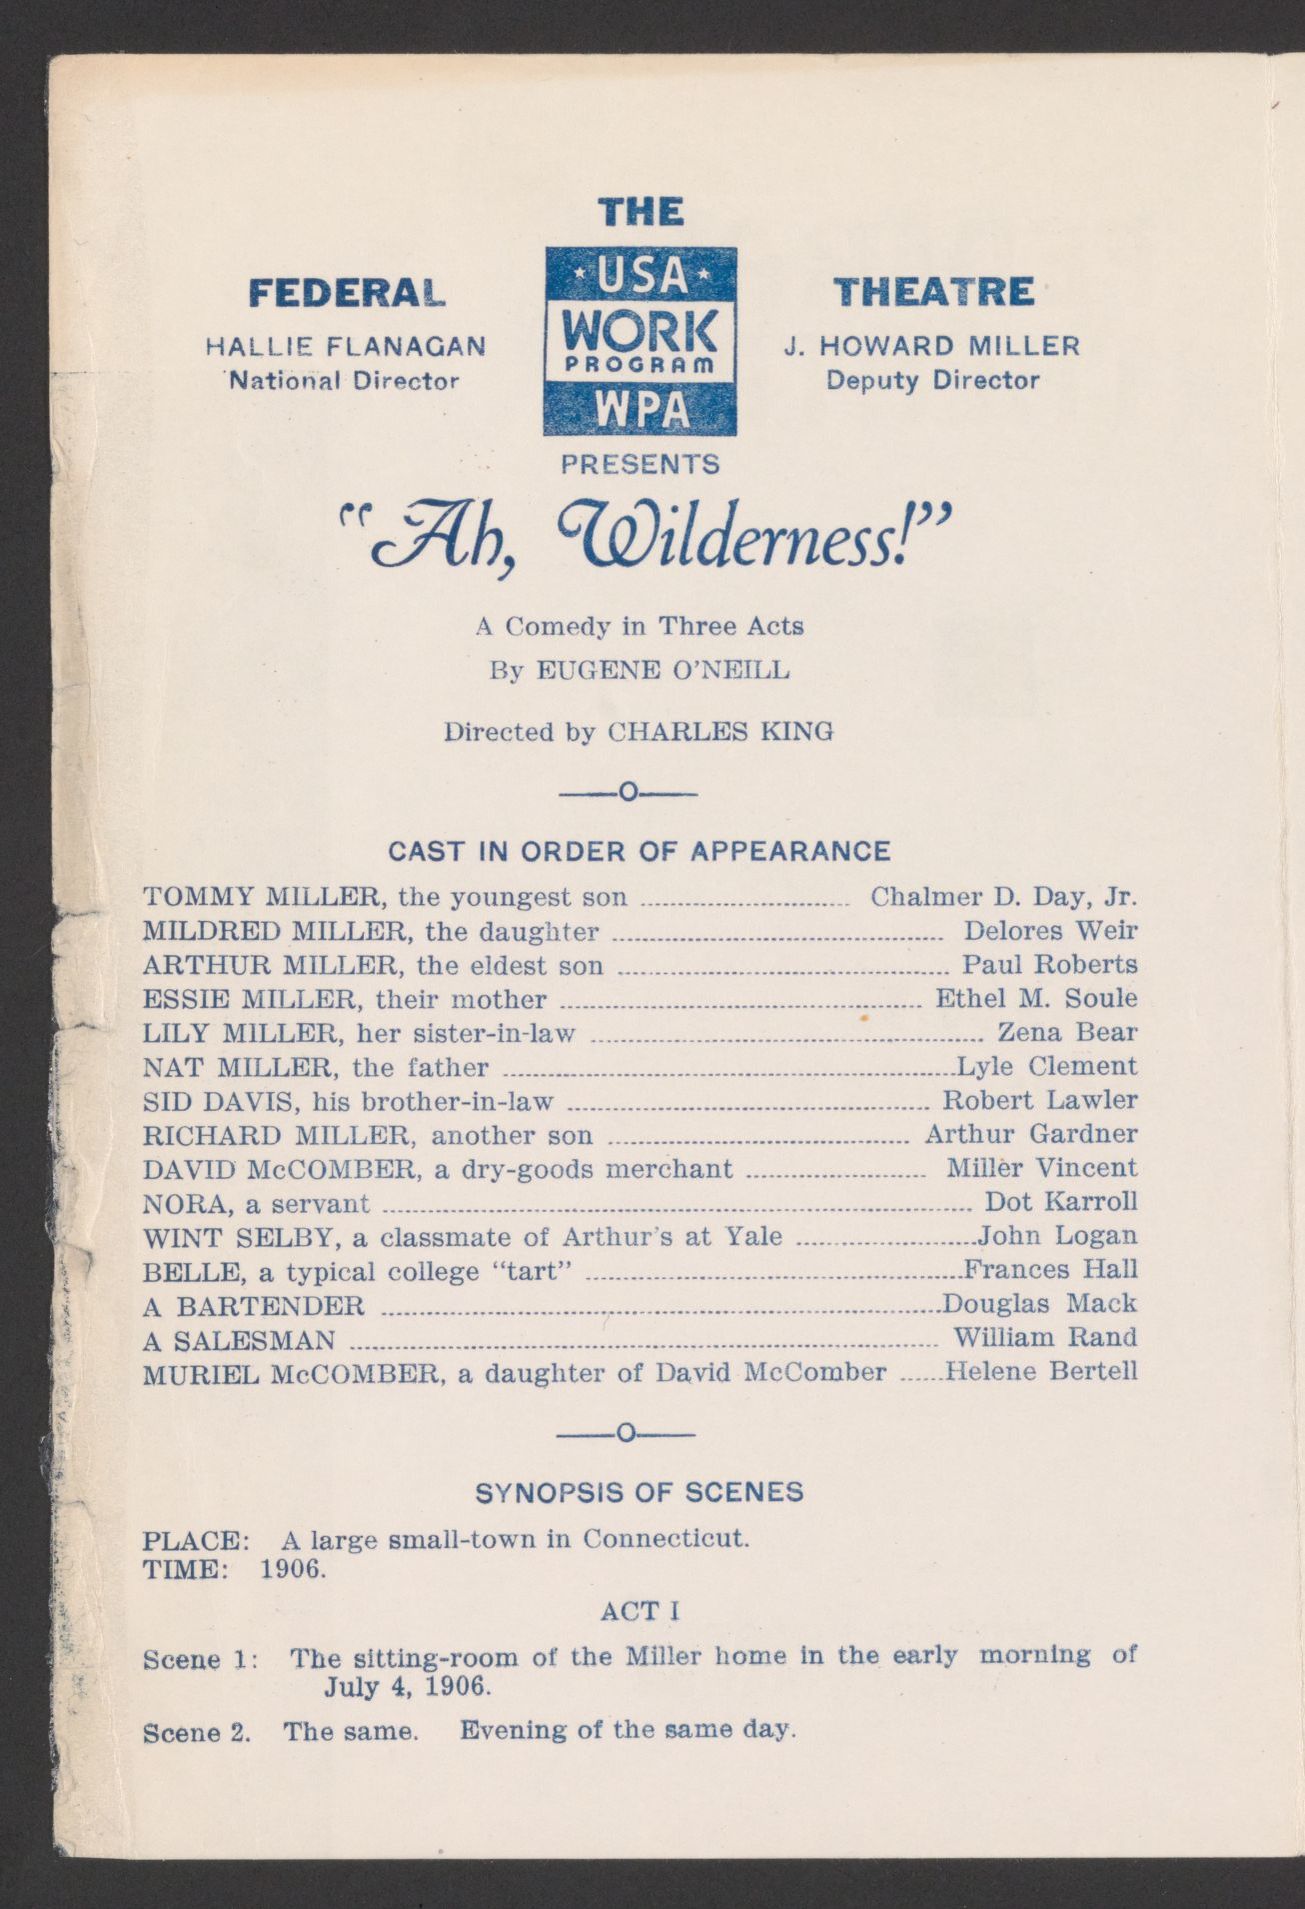 THE
FEDERAL
★ USA ★
WORK
PROGRAM
WPA
THEATRE
HALLIE FLANAGAN
National Director
J. HOWARD MILLER
Deputy Director
PRESENTS
"Ah, Wilderness!"
A Comedy in Three Acts
By EUGENE O'NEILL
Directed by CHARLES KING
CAST IN ORDER OF APPEARANCE
TOMMY MILLER, the youngest son ........ Chalmer D. Day, Jr.
MILDRED MILLER, the daughter ........ Delores Weir
ARTHUR MILLER, the eldest son ........ Paul Roberts
ESSIE MILLER, their mother ........ Ethel M. Soule
LILY MILLER, her sister-in-law ........ Zena Bear
NAT MILLER, the father ........ Lyle Clement
SID DAVIS, his brother-in-law ........ Robert Lawler
RICHARD MILLER, another son ........ Arthur Gardner
DAVID McCOMBER, a dry-goods merchant ........ Miller Vincent
NORA, a servant ........ Dot Karroll
WINT SELBY, a classmate of Arthur's at Yale ........ John Logan
BELLE, a typical college "tart" ........ Frances Hall
A BARTENDER ........ Douglas Mack
A SALESMAN ........ William Rand
MURIEL McCOMBER, a daughter of David McComber ...... Helene Bertell
SYNOPSIS OF SCENES
PLACE: A large small-town in Connecticut.
TIME: 1906.
ACT I
Scene 1: The sitting-room of the Miller home in the early morning of
July 4, 1906.
Scene 2. The same. Evening of the same day.